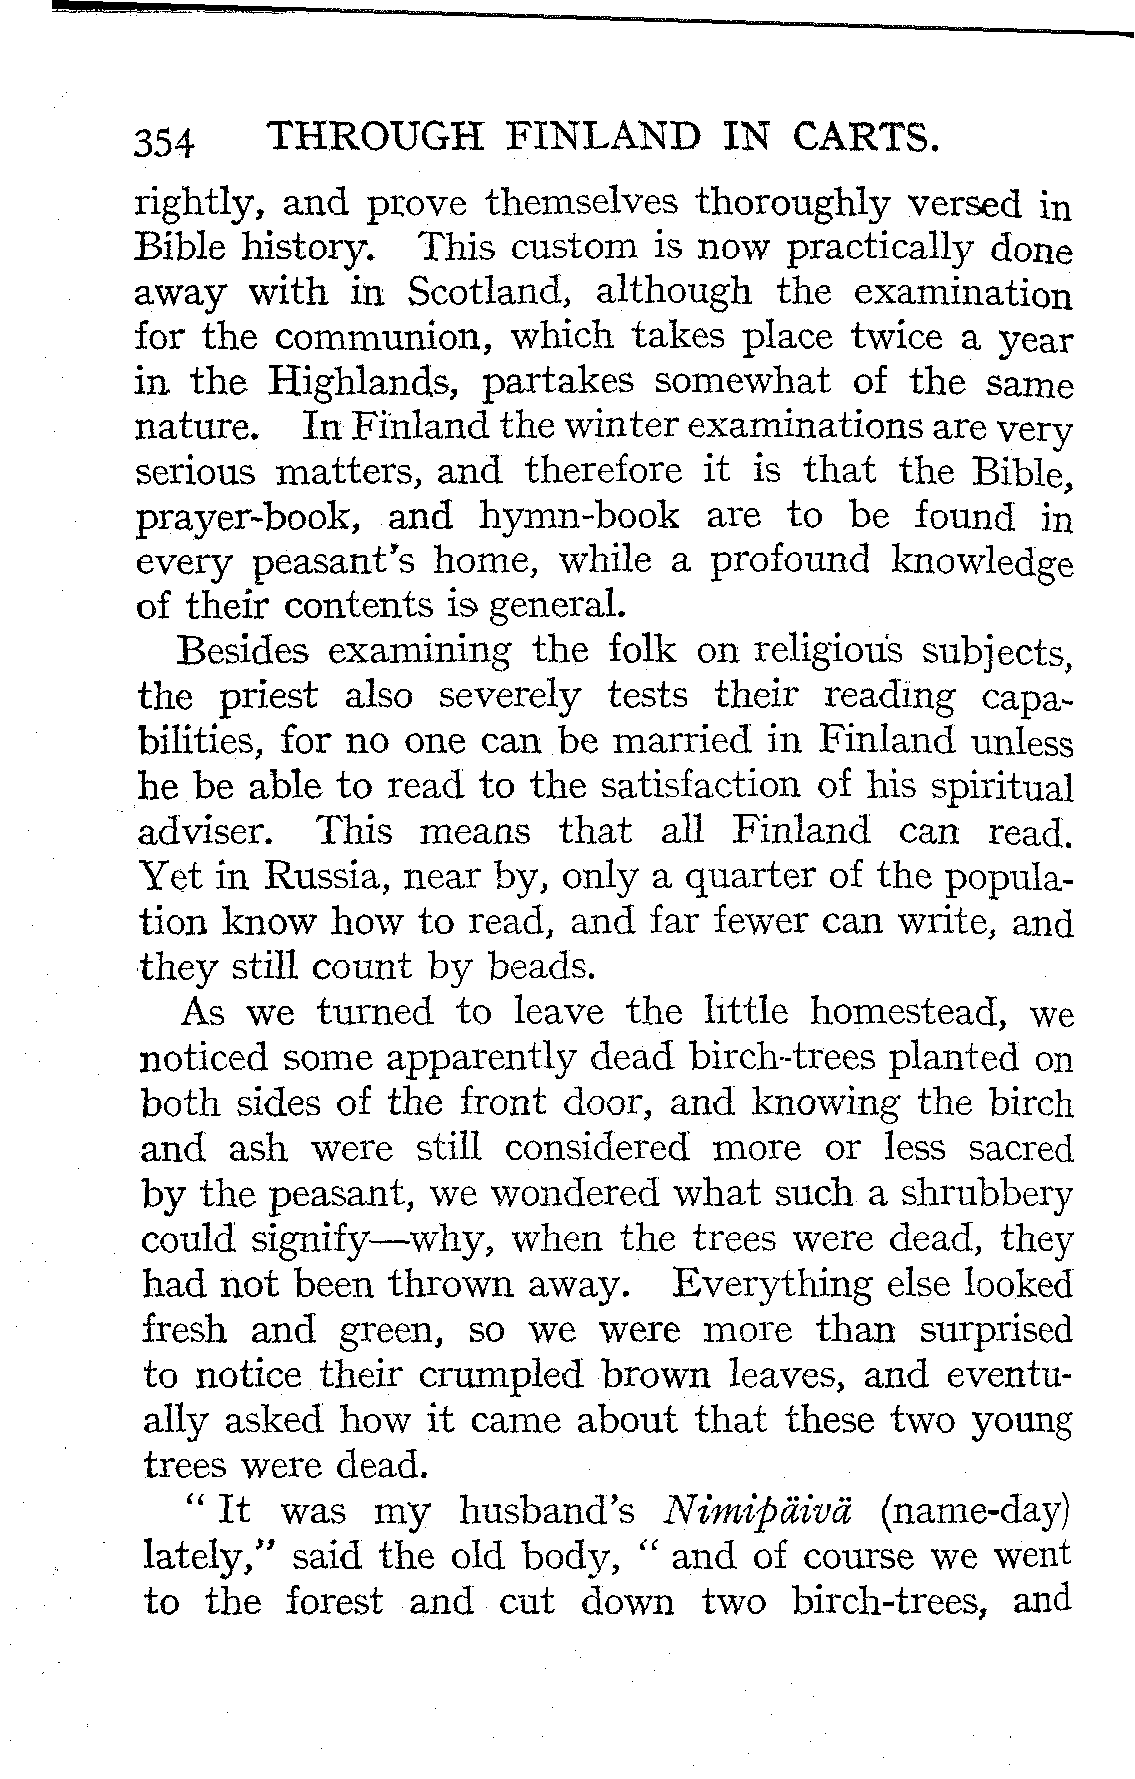 354 THROUGH FINLAND IN CARTS.
rightly, and prove themselves thoroughly versed in
Bible history. This custom is now practically done
away with in Scotland, although the examination
for the communion, which takes place twice a year
in the Highlands, partakes somewhat of the same
nature. In Finland the winter examinations are very
serious matters, and therefore it is that the Bible,
prayer-book, and hymn-book are to be found in
every peasant's home, while a profound knowledge
of their contents is general.
Besides examining the folk on religious subjects,
the priest also severely tests their reading capa-
bilities, for no one can be married in Finland unless
he be able to read to the satisfaction of his spiritual
adviser. This means that all Finland can read.
Yet in Russia, near by, only a quarter of the popula-
tion know how to read, and far fewer can write, and
they still count by beads.
As we turned to leave the little homestead, we
noticed some apparently dead birch-trees planted on
both sides of the front door, and knowing the birch
and ash were still considered more or less sacred
by the peasant, we wondered what such a shrubbery
could signify—why, when the trees were dead, they
had not been thrown away. Everything else looked
fresh and green, so we were more than surprised
to notice their crumpled brown leaves, and eventu-
ally asked how it came about that these two young
trees were dead.
“ It was my husband's Nimipäivä (name-day)
lately,” said the old body, “ and of course we went
to the forest and cut down two birch-trees, and